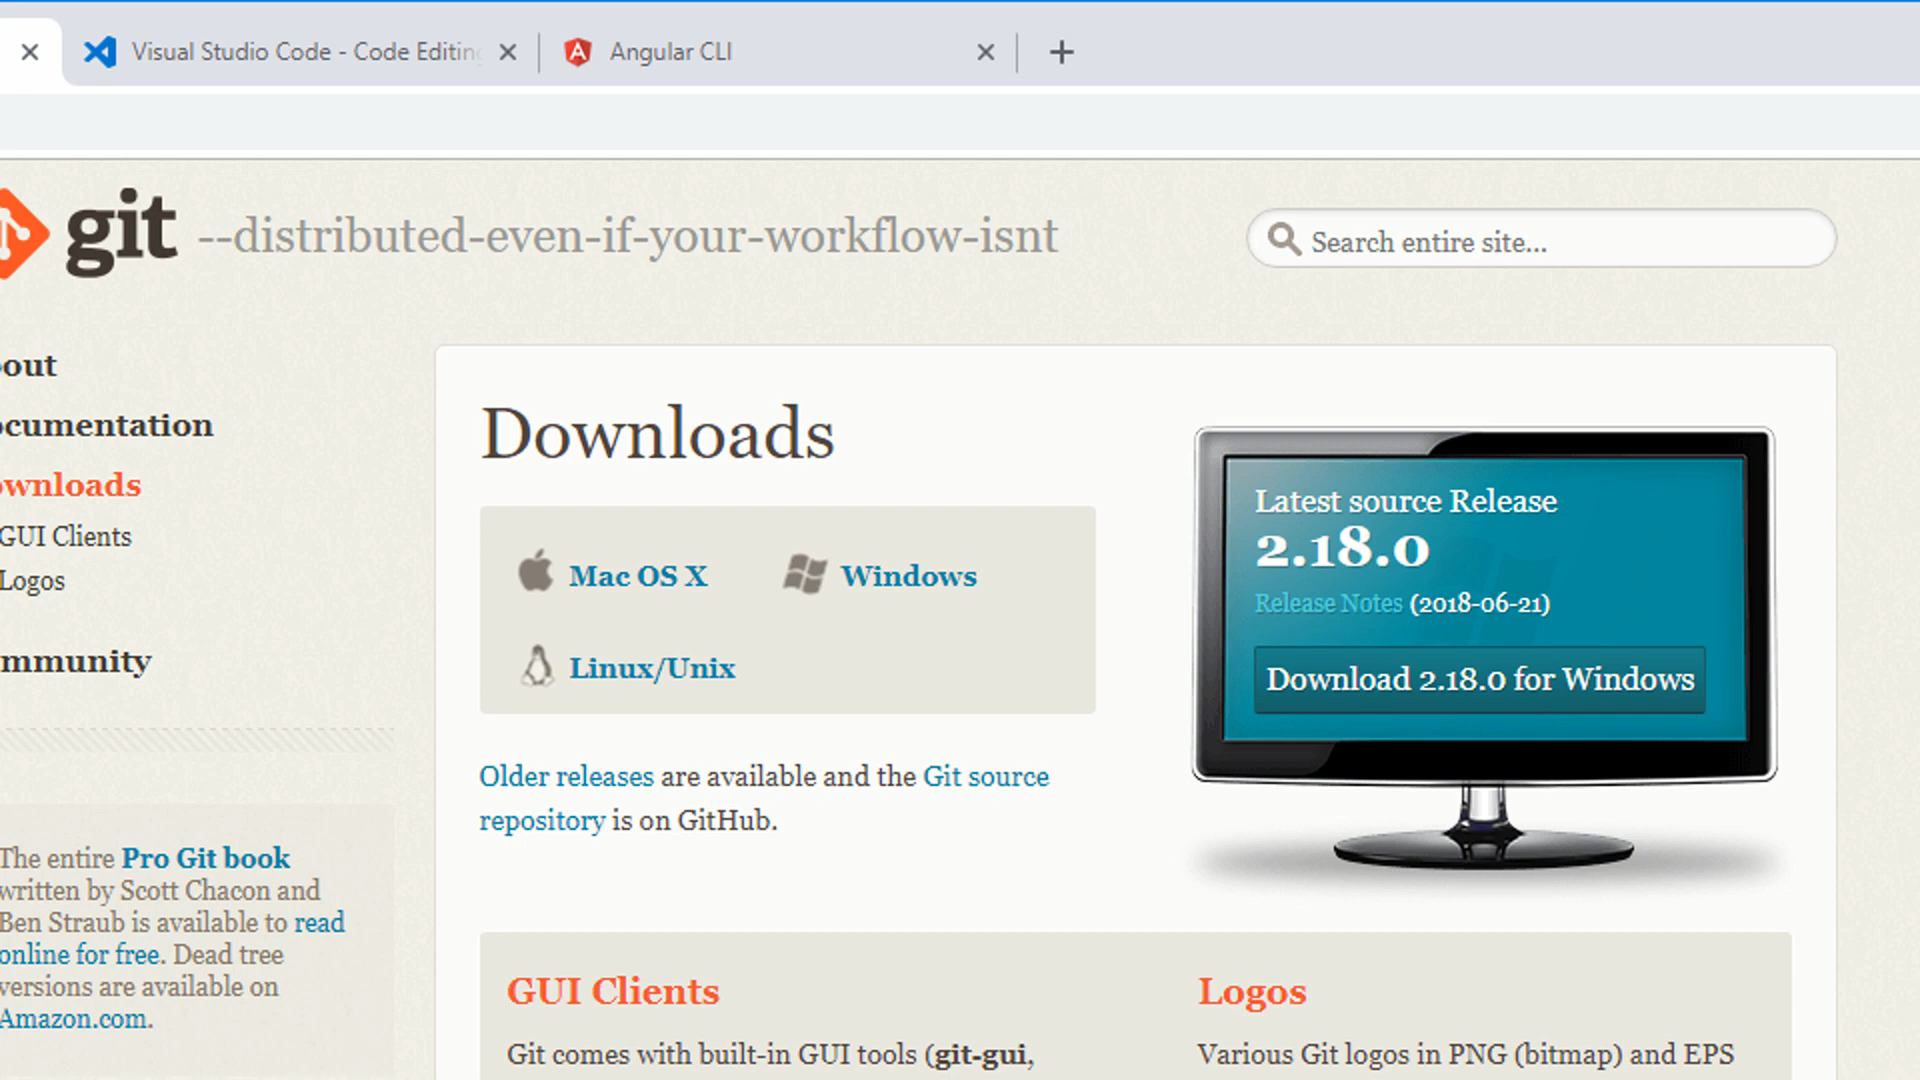 Visual Studio Code - Code Editing
Angular CLI
git --distributed-even-if-your-workflow-isnt
Search entire site...
out
cumentation
wnloads
GUI Clients
Logos
mmunity
The entire Pro Git book
written by Scott Chacon and
Ben Straub is available to read
online for free. Dead tree
versions are available on
Amazon.com.
Downloads
Mac OS X
Windows
Linux/Unix
Older releases are available and the Git source
repository is on GitHub.
Latest source Release
2.18.0
Release Notes (2018-06-21)
Download 2.18.0 for Windows
GUI Clients
Git comes with built-in GUI tools (git-gui,
Logos
Various Git logos in PNG (bitmap) and EPS